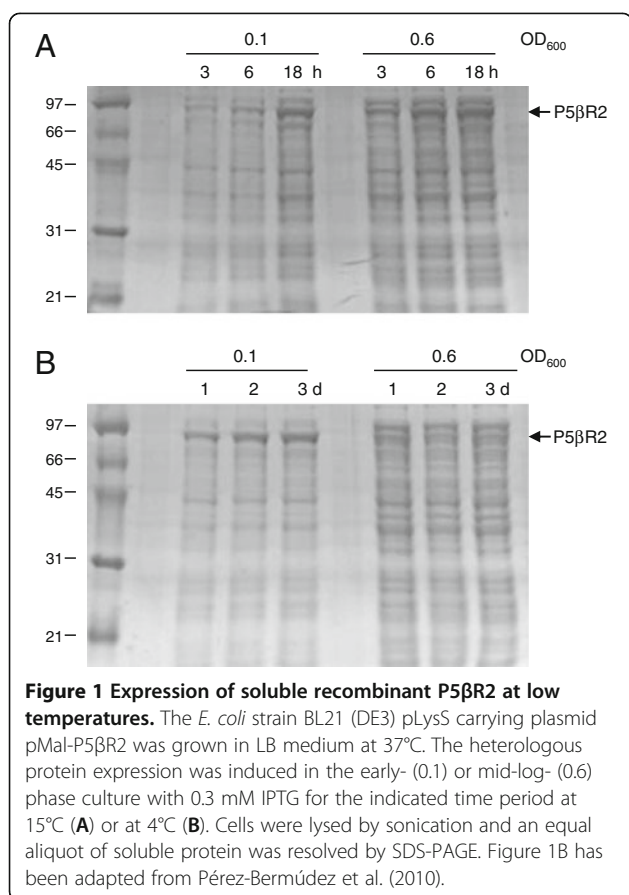 A
0.1 0.6 OD600
3 6 18 h 3 6 18 h
97
P5βR2
66
45
31
21
B
0.1 0.6 OD600
1 2 3 d 1 2 3 d
97
P5βR2
66
45
31
21
Figure 1 Expression of soluble recombinant P5βR2 at low
temperatures. The E. coli strain BL21 (DE3) pLysS carrying plasmid
pMal-P5βR2 was grown in LB medium at 37°C. The heterologous
protein expression was induced in the early- (0.1) or mid-log- (0.6)
phase culture with 0.3 mM IPTG for the indicated time period at
15°C (A) or at 4°C (B). Cells were lysed by sonication and an equal
aliquot of soluble protein was resolved by SDS-PAGE. Figure 1B has
been adapted from Pérez-Bermúdez et al. (2010).